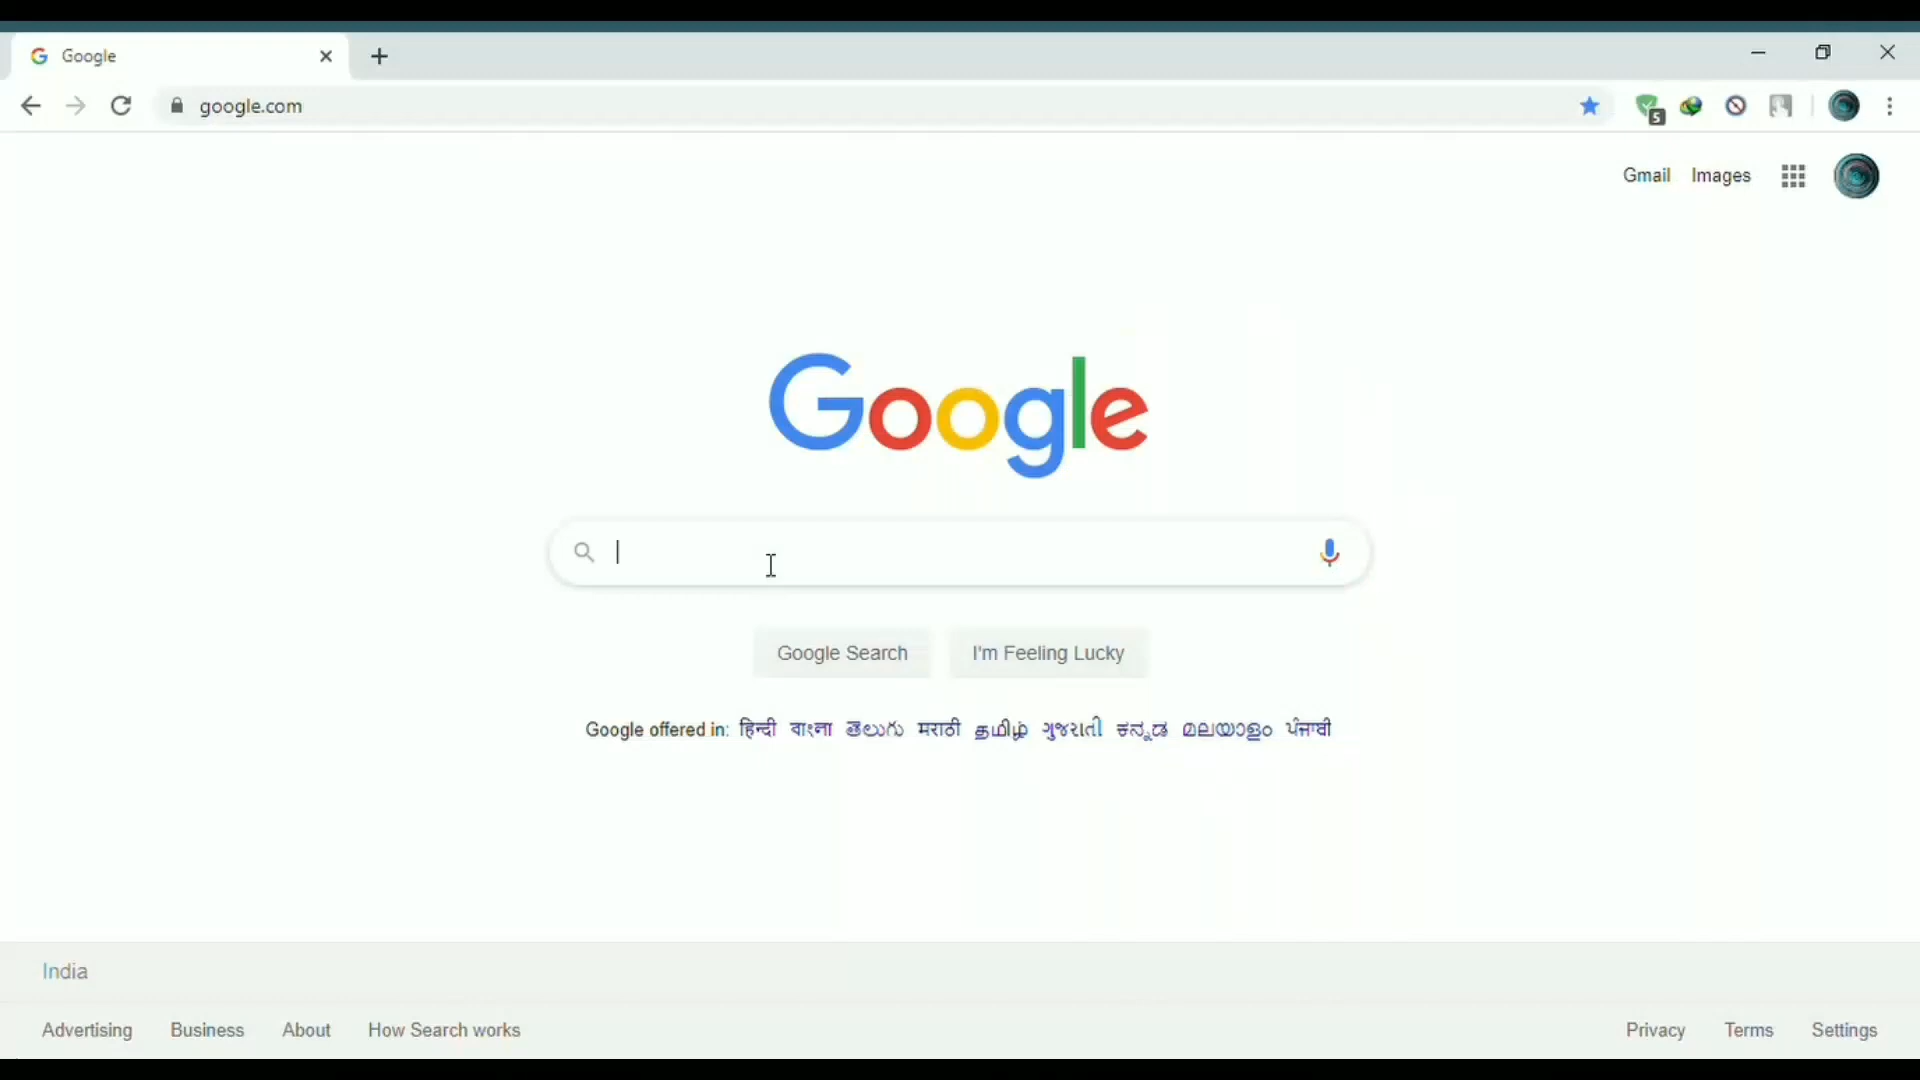 Google
google.com
5
Gmail Images
Google
Google Search I'm Feeling Lucky
Google offered in: हिन्दी বাংলা తెలుగు मराठी தமிழ் ગુજરાતી ಕನ್ನಡ മലയാളം ਪੰਜਾਬੀ
India
Advertising Business About How Search works Privacy Terms Settings